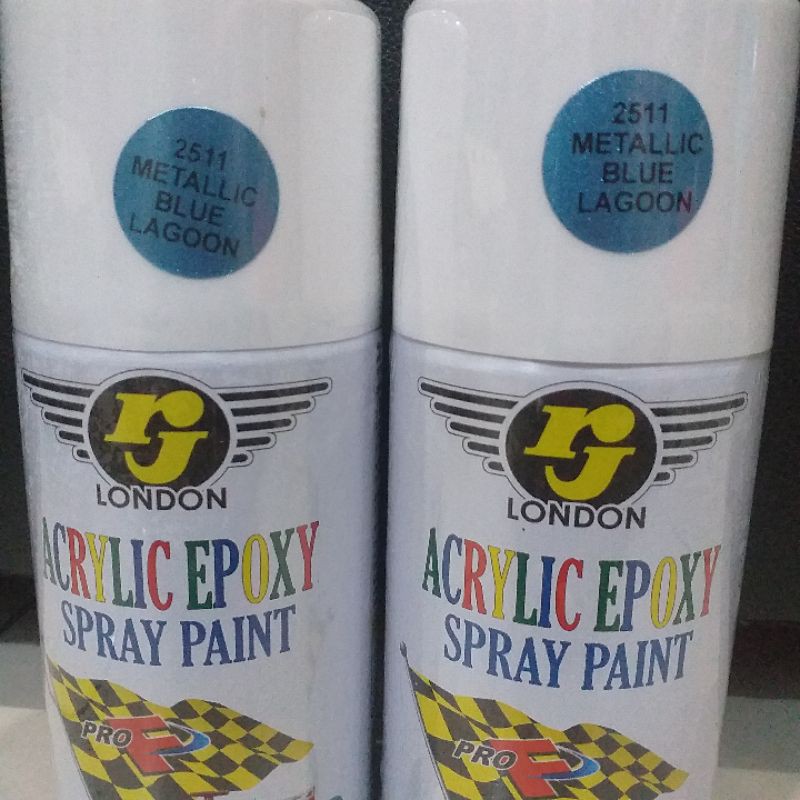 2511
METALLIC
BLUE
LAGOON
rj
LONDON
ACRYLIC EPOXY
SPRAY PAINT
PRO E
2511
METALLIC
BLUE
LAGOON
rj
LONDON
ACRYLIC EPOXY
SPRAY PAINT
PRO E